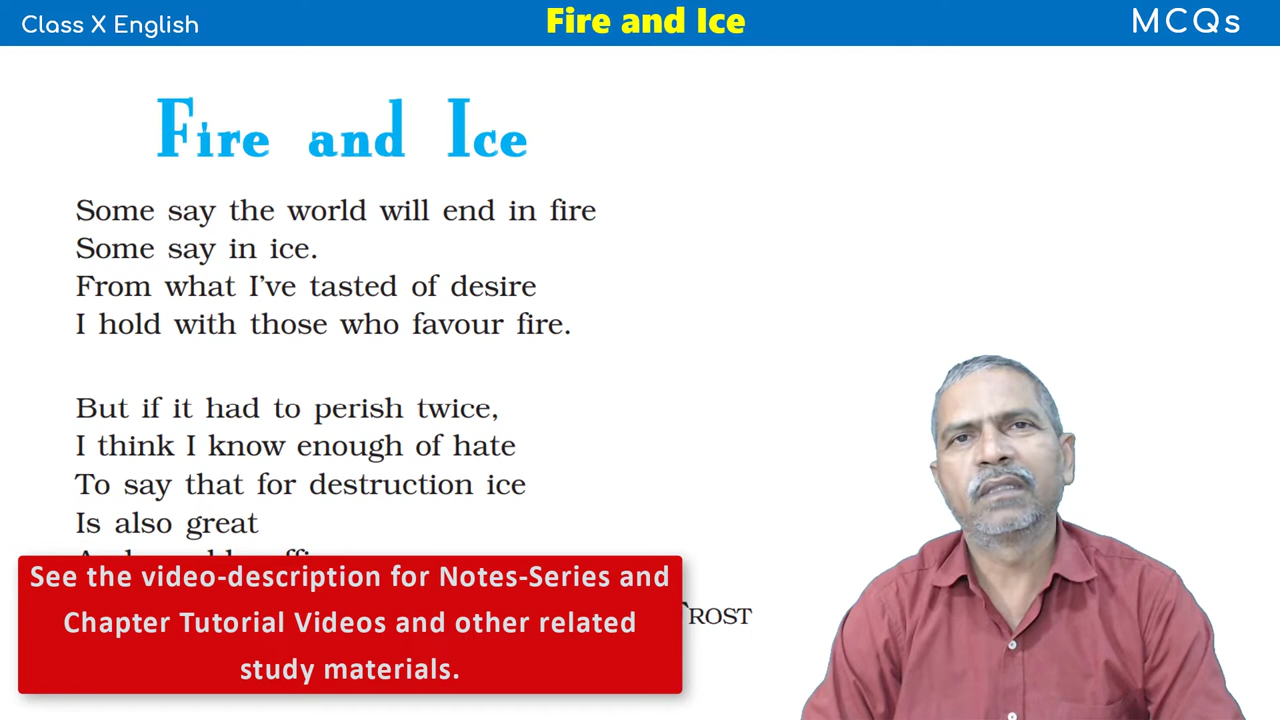 Class X English
Fire and Ice
MCQs
Fire and Ice
Some say the world will end in fire
Some say in ice.
From what I've tasted of desire
I hold with those who favour fire.
But if it had to perish twice,
I think I know enough of hate
To say that for destruction ice
Is also great
See the video-description for Notes-Series and
Chapter Tutorial Videos and other related
study materials.